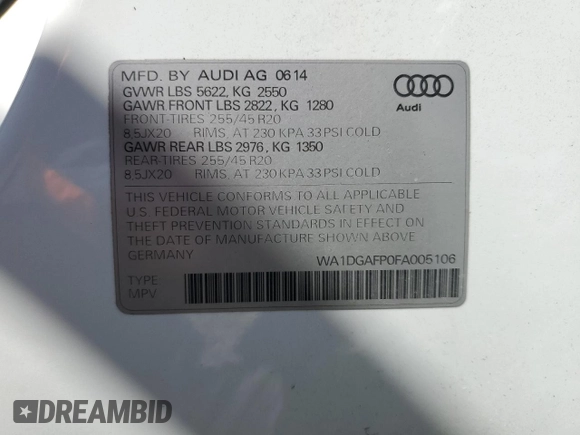 MFD. BY AUDI AG 06 14
GVWR LBS 5622, KG 2550
GAWR FRONT LBS 2822, KG 1280
FRONT-TIRES 255/45 R20
8.5JX20 RIMS, AT 230 KPA 33 PSI COLD
GAWR REAR LBS 2976, KG 1350
REAR-TIRES 255/45 R20
8.5JX20 RIMS, AT 230 KPA 33 PSI COLD
Audi
THIS VEHICLE CONFORMS TO ALL APPLICABLE
U.S. FEDERAL MOTOR VEHICLE SAFETY AND
THEFT PREVENTION STANDARDS IN EFFECT ON
THE DATE OF MANUFACTURE SHOWN ABOVE.
GERMANY
WA1DGAFP0FA005106
TYPE
MPV
DREAMBID